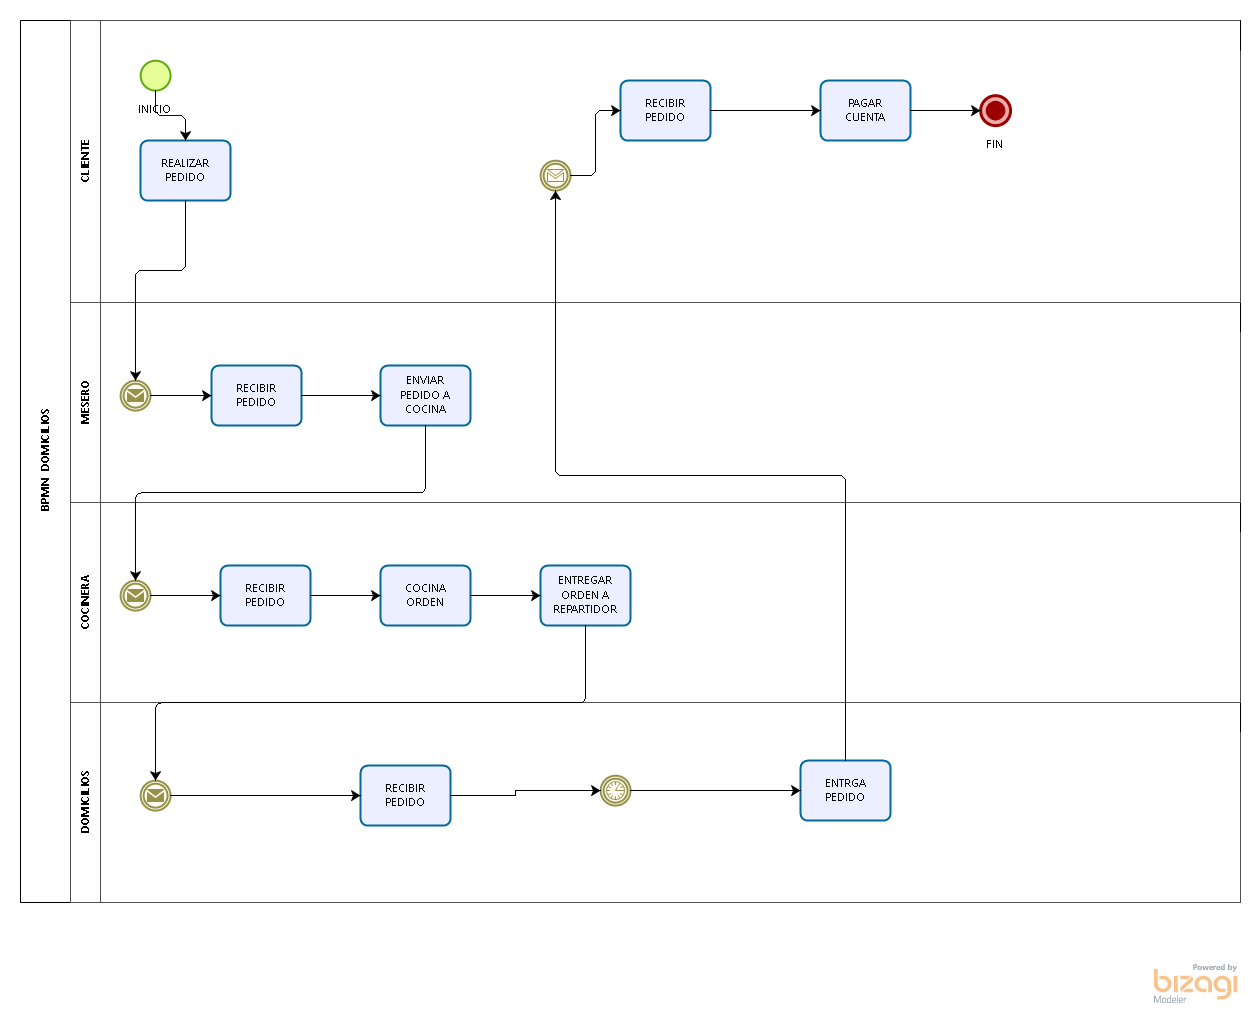 BPMN DOMICILIOS
CLIENTE
INICIO
REALIZAR
PEDIDO
RECIBIR
PEDIDO
PAGAR
CUENTA
FIN
MESERO
RECIBIR
PEDIDO
ENVIAR
PEDIDO A
COCINA
COCINERA
RECIBIR
PEDIDO
COCINA
ORDEN
ENTREGAR
ORDEN A
REPARTIDOR
DOMICILIOS
RECIBIR
PEDIDO
ENTRGA
PEDIDO
Powered by
bizagi
Modeler